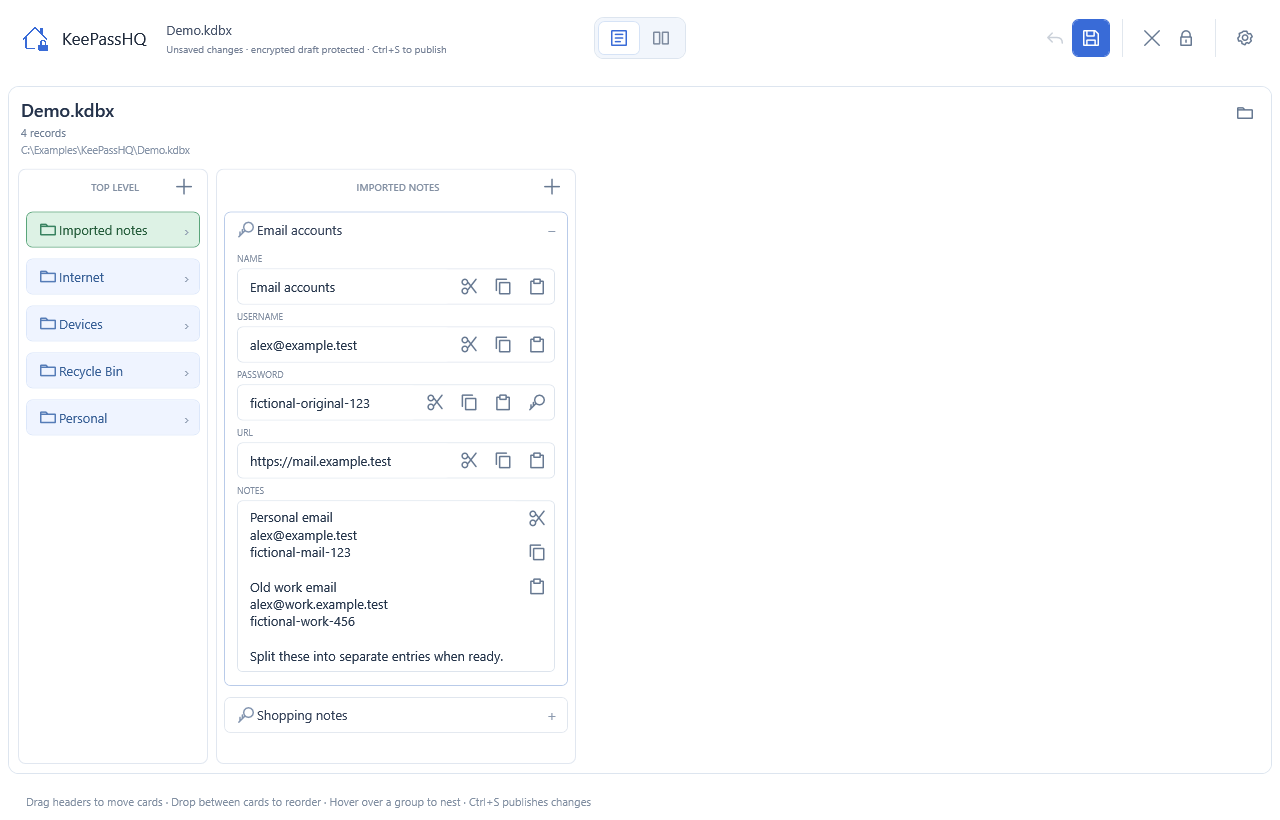 KeePassHQ
Demo.kdbx
Unsaved changes · encrypted draft protected · Ctrl+S to publish
Demo.kdbx
4 records
C:\Examples\KeePassHQ\Demo.kdbx
TOP LEVEL
Imported notes
Internet
Devices
Recycle Bin
Personal
IMPORTED NOTES
Email accounts
NAME
Email accounts
USERNAME
alex@example.test
PASSWORD
fictional-original-123
URL
https://mail.example.test
NOTES
Personal email
alex@example.test
fictional-mail-123
Old work email
alex@work.example.test
fictional-work-456
Split these into separate entries when ready.
Shopping notes
Drag headers to move cards · Drop between cards to reorder · Hover over a group to nest · Ctrl+S publishes changes